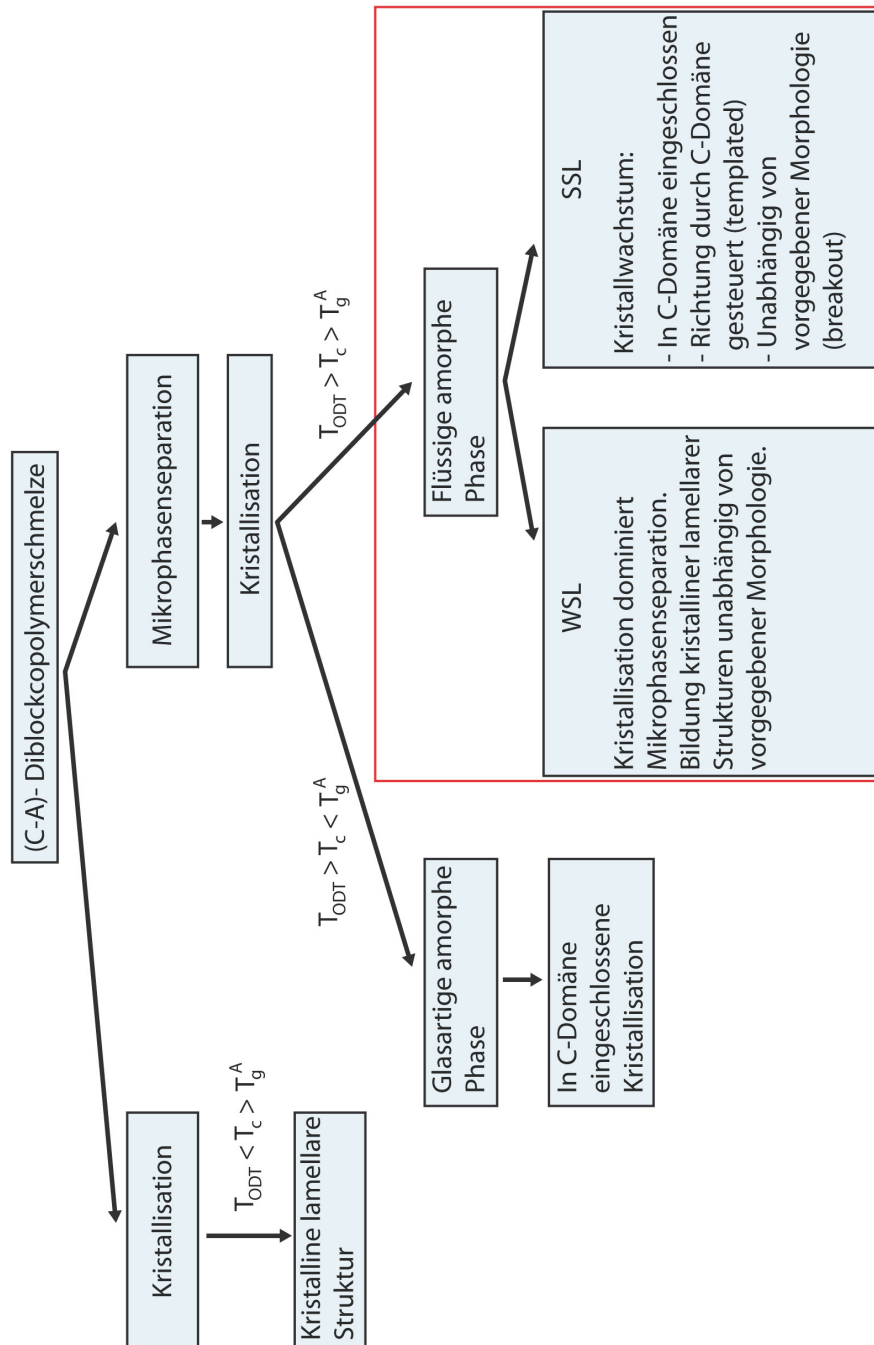 (C-A)- Diblockcopolymerschmelze
Kristallisation
Mikrophasenseparation
Kristallisation
T_ODT < T_c > T_g^A
T_ODT > T_c < T_g^A
T_ODT > T_c > T_g^A
Kristalline lamellare
Struktur
Glasartige amorphe
Phase
In C-Domäne
eingeschlossene
Kristallisation
Flüssige amorphe
Phase
WSL
Kristallisation dominiert
Mikrophasenseparation.
Bildung kristalliner lamellarer
Strukturen unabhängig von
vorgegebener Morphologie.
SSL
Kristallwachstum:
- In C-Domäne eingeschlossen
- Richtung durch C-Domäne
gesteuert (templated)
- Unabhängig von
vorgegebener Morphologie
(breakout)